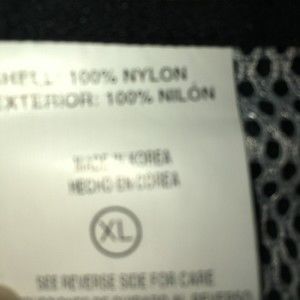 SHELL: 100% NYLON
EXTERIOR: 100% NILÓN
MADE IN KOREA
HECHO EN COREA
XL
SEE REVERSE SIDE FOR CARE